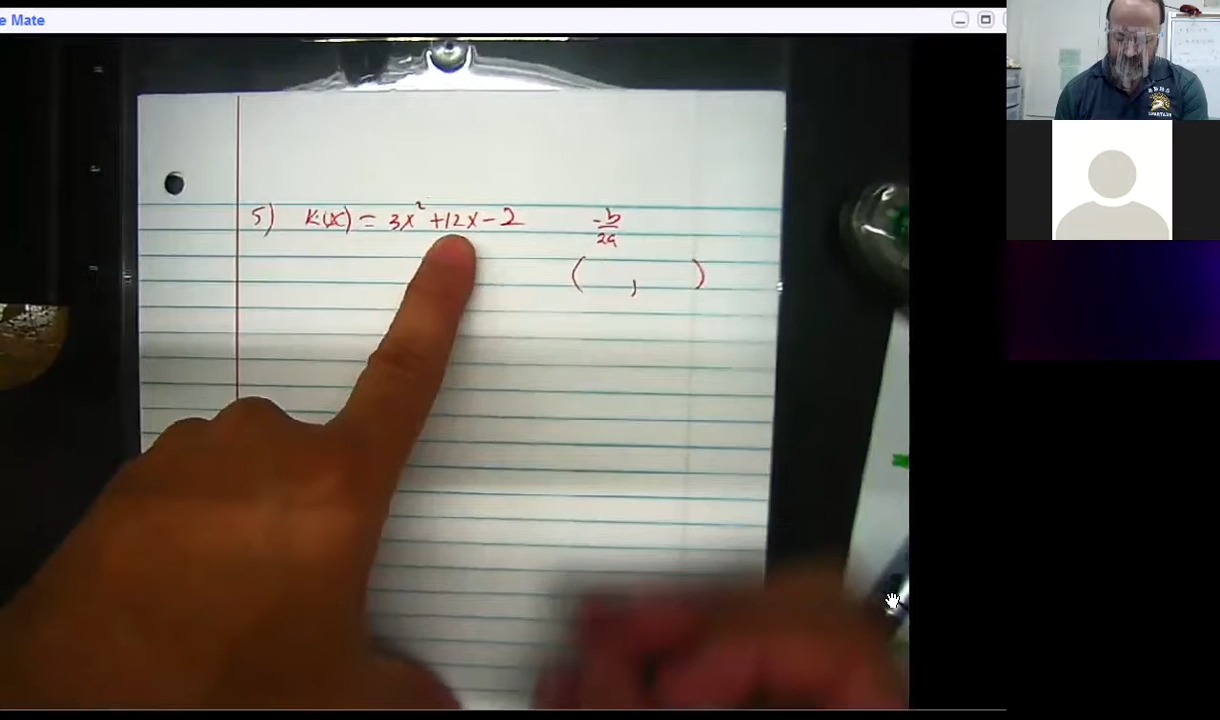 e Mate
5) K(x) = 3x² +12x - 2
-b
2a
( , )